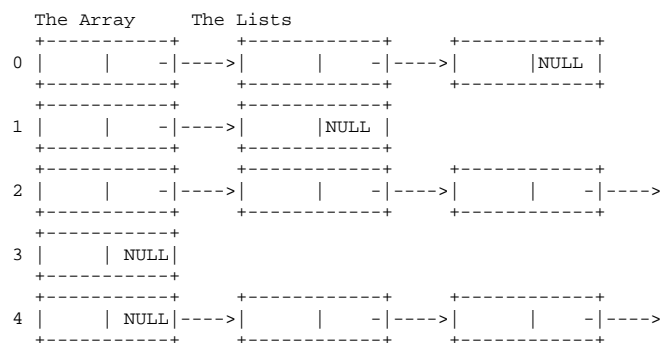 The Array The Lists
+-----------+ +------------+ +------------+
0 | | -|---->| | -|---->| |NULL |
+-----------+ +------------+ +------------+
+-----------+ +------------+
1 | | -|---->| |NULL |
+-----------+ +------------+
+-----------+ +------------+ +------------+
2 | | -|---->| | -|---->| | -|---->
+-----------+ +------------+ +------------+
+-----------+
3 | | NULL|
+-----------+
+-----------+ +------------+ +------------+
4 | | NULL|---->| | -|---->| | -|---->
+-----------+ +------------+ +------------+